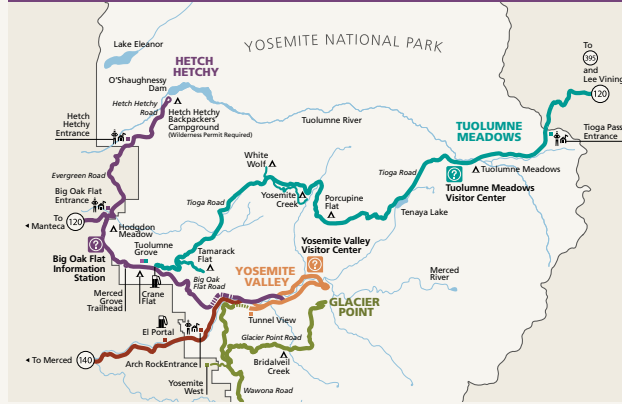 YOSEMITE NATIONAL PARK
Lake Eleanor
HETCH
HETCHY
O'Shaughnessy
Dam
Hetch Hetchy
Road
Hetch Hetchy
Backpackers
Campground
(Wilderness Permit Required)
Hetch
Hetchy
Entrance
Tuolumne River
To
395
and
Lee Vining
120
TUOLUMNE
MEADOWS
Tioga Pass
Entrance
Evergreen Road
White
Wolf
Tioga Road
Tuolumne Meadows
Tuolumne Meadows
Visitor Center
Big Oak Flat
Entrance
Yosemite
Creek
Porcupine
Flat
Tenaya Lake
Tioga Road
To
Manteca
120
Hodgdon
Meadow
Tuolumne
Grove
Tamarack
Flat
Yosemite Valley
Visitor Center
Big Oak Flat
Information
Station
Big Oak
Flat Road
YOSEMITE
VALLEY
Merced
River
Merced
Grove
Trailhead
Crane
Flat
GLACIER
POINT
Tunnel View
El Portal
Glacier Point Road
To Merced
140
Arch Rock Entrance
Bridalveil
Creek
Yosemite
West
Wawona Road